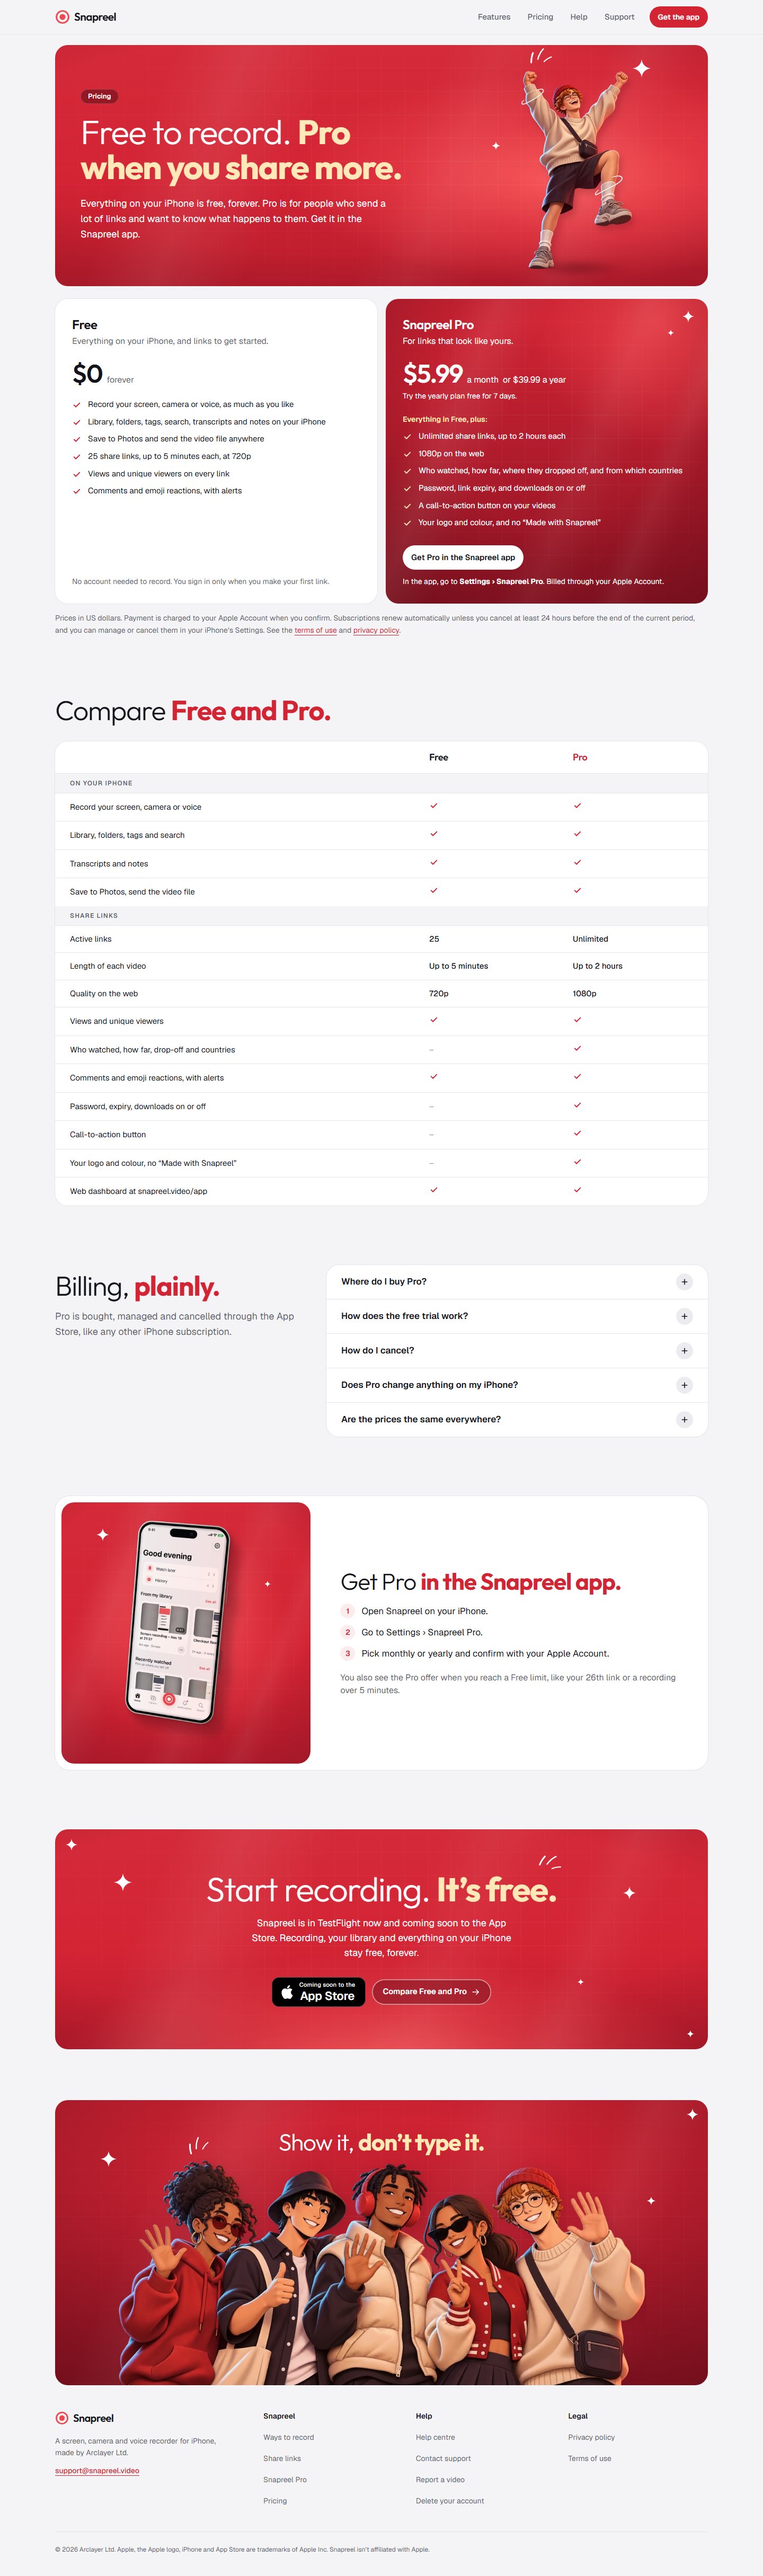 Snapreel
Features Pricing Help Support Get the app
Pricing
Free to record. Pro
when you share more.
Everything on your iPhone is free, forever. Pro is for people who send a
lot of links and want to know what happens to them. Get it in the
Snapreel app.
Free
Everything on your iPhone, and links to get started.
$0 forever
Record your screen, camera or voice, as much as you like
Library, folders, tags, search, transcripts and notes on your iPhone
Save to Photos and send the video file anywhere
25 share links, up to 5 minutes each, at 720p
Views and unique viewers on every link
Comments and emoji reactions, with alerts
No account needed to record. You sign in only when you make your first link.
Snapreel Pro
For links that look like yours.
$5.99 a month or $39.99 a year
Try the yearly plan free for 7 days.
Everything in Free, plus:
Unlimited share links, up to 2 hours each
1080p on the web
Who watched, how far, where they dropped off, and from which countries
Password, link expiry, and downloads on or off
A call-to-action button on your videos
Your logo and colour, and no “Made with Snapreel”
Get Pro in the Snapreel app
In the app, go to Settings › Snapreel Pro. Billed through your Apple Account.
Prices in US dollars. Payment is charged to your Apple Account when you confirm. Subscriptions renew automatically unless you cancel at least 24 hours before the end of the current period,
and you can manage or cancel them in your iPhone's Settings. See the terms of use and privacy policy.
Compare Free and Pro.
Free Pro
ON YOUR IPHONE
Record your screen, camera or voice
Library, folders, tags and search
Transcripts and notes
Save to Photos, send the video file
SHARE LINKS
Active links 25 Unlimited
Length of each video Up to 5 minutes Up to 2 hours
Quality on the web 720p 1080p
Views and unique viewers
Who watched, how far, drop-off and countries –
Comments and emoji reactions, with alerts
Password, expiry, downloads on or off –
Call-to-action button –
Your logo and colour, no “Made with Snapreel” –
Web dashboard at snapreel.video/app
Billing, plainly.
Pro is bought, managed and cancelled through the App
Store, like any other iPhone subscription.
Where do I buy Pro?
How does the free trial work?
How do I cancel?
Does Pro change anything on my iPhone?
Are the prices the same everywhere?
Good evening
Watch later
History
From my library See all
Recently watched
See all
Get Pro in the Snapreel app.
1 Open Snapreel on your iPhone.
2 Go to Settings › Snapreel Pro.
3 Pick monthly or yearly and confirm with your Apple Account.
You also see the Pro offer when you reach a Free limit, like your 26th link or a recording
over 5 minutes.
Start recording. It’s free.
Snapreel is in TestFlight now and coming soon to the App
Store. Recording, your library and everything on your iPhone
stay free, forever.
Coming soon to the
App Store
Compare Free and Pro →
Show it, don’t type it.
Snapreel
A screen, camera and voice recorder for iPhone,
made by Arclayer Ltd.
support@snapreel.video
Snapreel
Ways to record
Share links
Snapreel Pro
Pricing
Help
Help centre
Contact support
Report a video
Delete your account
Legal
Privacy policy
Terms of use
© 2026 Arclayer Ltd. Apple, the Apple logo, iPhone and App Store are trademarks of Apple Inc. Snapreel isn’t affiliated with Apple.